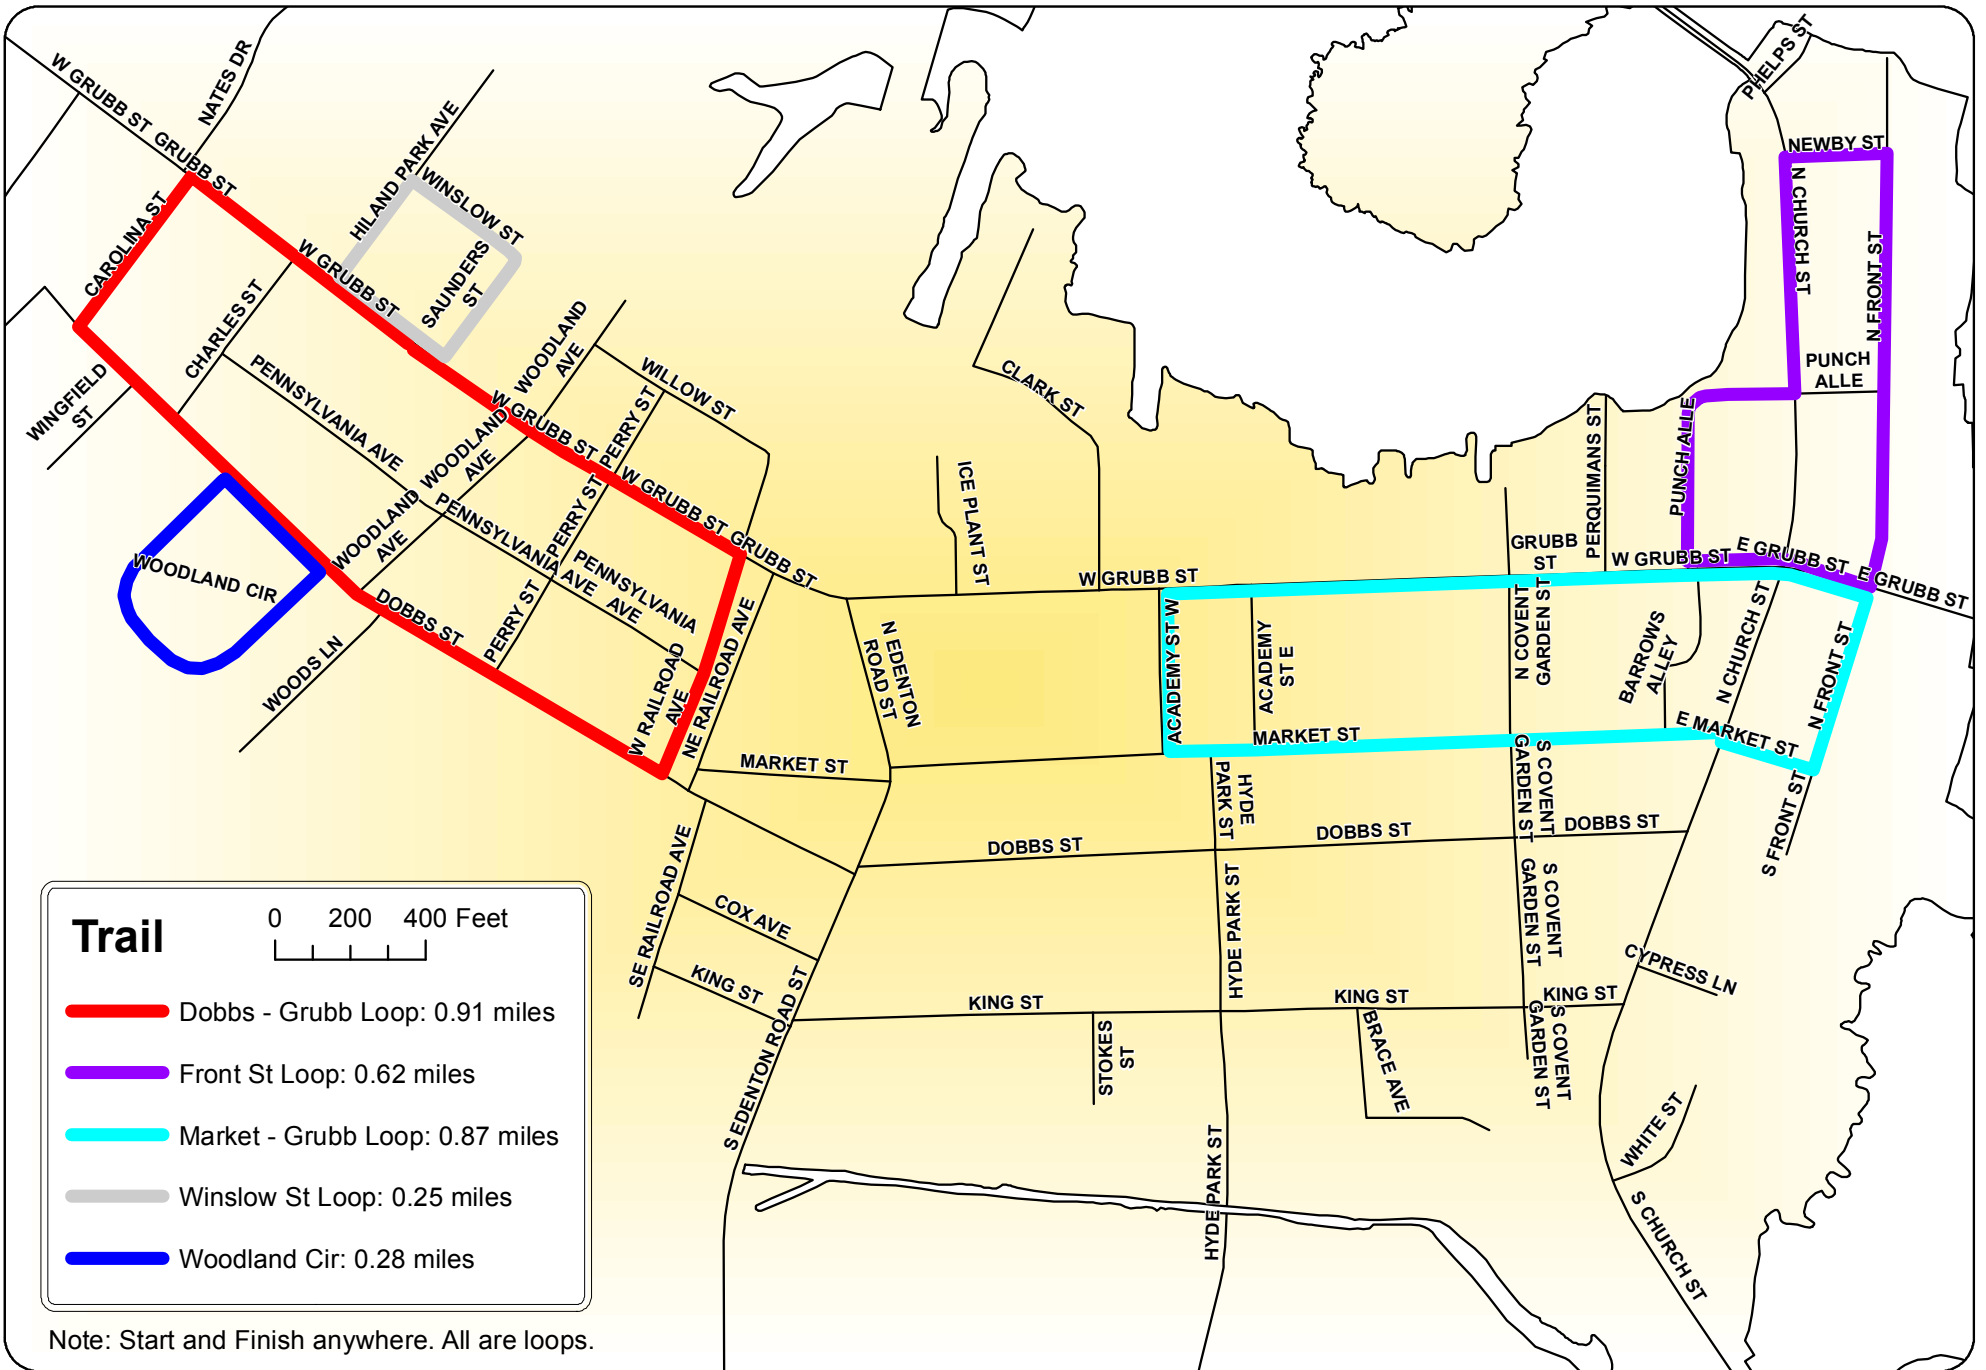 W GRUBB ST
GRUBB ST
NATES DR
HILAND PARK AVE
WINSLOW ST
SAUNDERS
ST
CAROLINA ST
W GRUBB ST
CHARLES ST
WINGFIELD
ST
PENNSYLVANIA AVE
WOODLAND
AVE
WILLOW ST
W GRUBB ST
PERRY ST
WOODLAND
AVE
W GRUBB ST
GRUBB ST
PERRY ST
PENNSYLVANIA AVE
WOODLAND
AVE
PENNSYLVANIA
AVE
WOODLAND CIR
DOBBS ST
PERRY ST
WOODS LN
W RAILROAD
AVE
NE RAILROAD AVE
N EDENTON
ROAD ST
MARKET ST
CLARK ST
ICE PLANT ST
W GRUBB ST
ACADEMY ST W
ACADEMY
ST E
MARKET ST
HYDE
PARK ST
GRUBB
ST
PERQUIMANS ST
W GRUBB ST
N COVENT
GARDEN ST
BARROWS
ALLEY
PHELPS ST
NEWBY ST
N CHURCH ST
N FRONT ST
PUNCH
ALLE
PUNCH ALLE
E GRUBB ST
E GRUBB ST
N CHURCH ST
N FRONT ST
E MARKET ST
S FRONT ST
S COVENT
GARDEN ST
DOBBS ST
DOBBS ST
DOBBS ST
SE RAILROAD AVE
COX AVE
KING ST
S EDENTON ROAD ST
HYDE PARK ST
S COVENT
GARDEN ST
KING ST
KING ST
KING ST
CYPRESS LN
STOKES
ST
BRACE AVE
S COVENT
GARDEN ST
WHITE ST
HYDE PARK ST
S CHURCH ST
Trail
0 200 400 Feet
Dobbs - Grubb Loop: 0.91 miles
Front St Loop: 0.62 miles
Market - Grubb Loop: 0.87 miles
Winslow St Loop: 0.25 miles
Woodland Cir: 0.28 miles
Note: Start and Finish anywhere. All are loops.